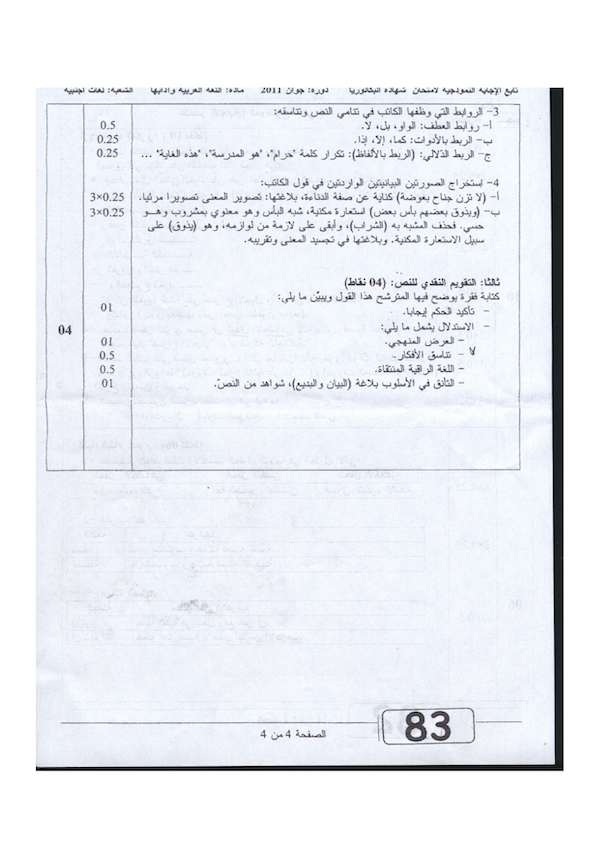 تابع الإجابة النموذجية لامتحان شهادة البكالوريا دورة: جوان 2011 مادة: اللغة العربية وآدابها الشعبة: لغات أجنبية
3- الروابط التي وظفها الكاتب في تنامي النص وتناسقه:
أ- روابط العطف: الواو، بل، لا. 0.5
ب- الربط بالأدوات: كما، إلا، إذا. 0.25
ج- الربط الدّلالي: (الربط بالألفاظ): تكرار كلمة "حرام"، "هو المدرسة"، "هذه الغاية" ... 0.25
4- استخراج الصورتين البيانيتين الواردتين في قول الكاتب:
أ- (لا تزن جناح بعوضة) كناية عن صفة الدناءة، بلاغتها: تصوير المعنى تصويرا مرئيا. 3×0.25
ب- (ويذوق بعضهم بأس بعض) استعارة مكنية، شبه البأس وهو معنوي بمشروب وهو 3×0.25
حسي. فحذف المشبه به (الشراب)، وأبقى على لازمة من لوازمه، وهو (يذوق) على
سبيل الاستعارة المكنية. وبلاغتها في تجسيد المعنى وتقريبه.
ثالثا: التقويم النقدي للنص: (04 نقاط)
كتابة فقرة يوضح فيها المترشح هذا القول ويبيّن ما يلي:
- تأكيد الحكم إيجابا. 01
- الاستدلال يشمل ما يلي: 04
- العرض المنهجي. 01
- تناسق الأفكار. 0.5
- اللغة الراقية المنتقاة. 0.5
- التأنق في الأسلوب بلاغة (البيان والبديع)، شواهد من النصّ. 01
83
الصفحة 4 من 4